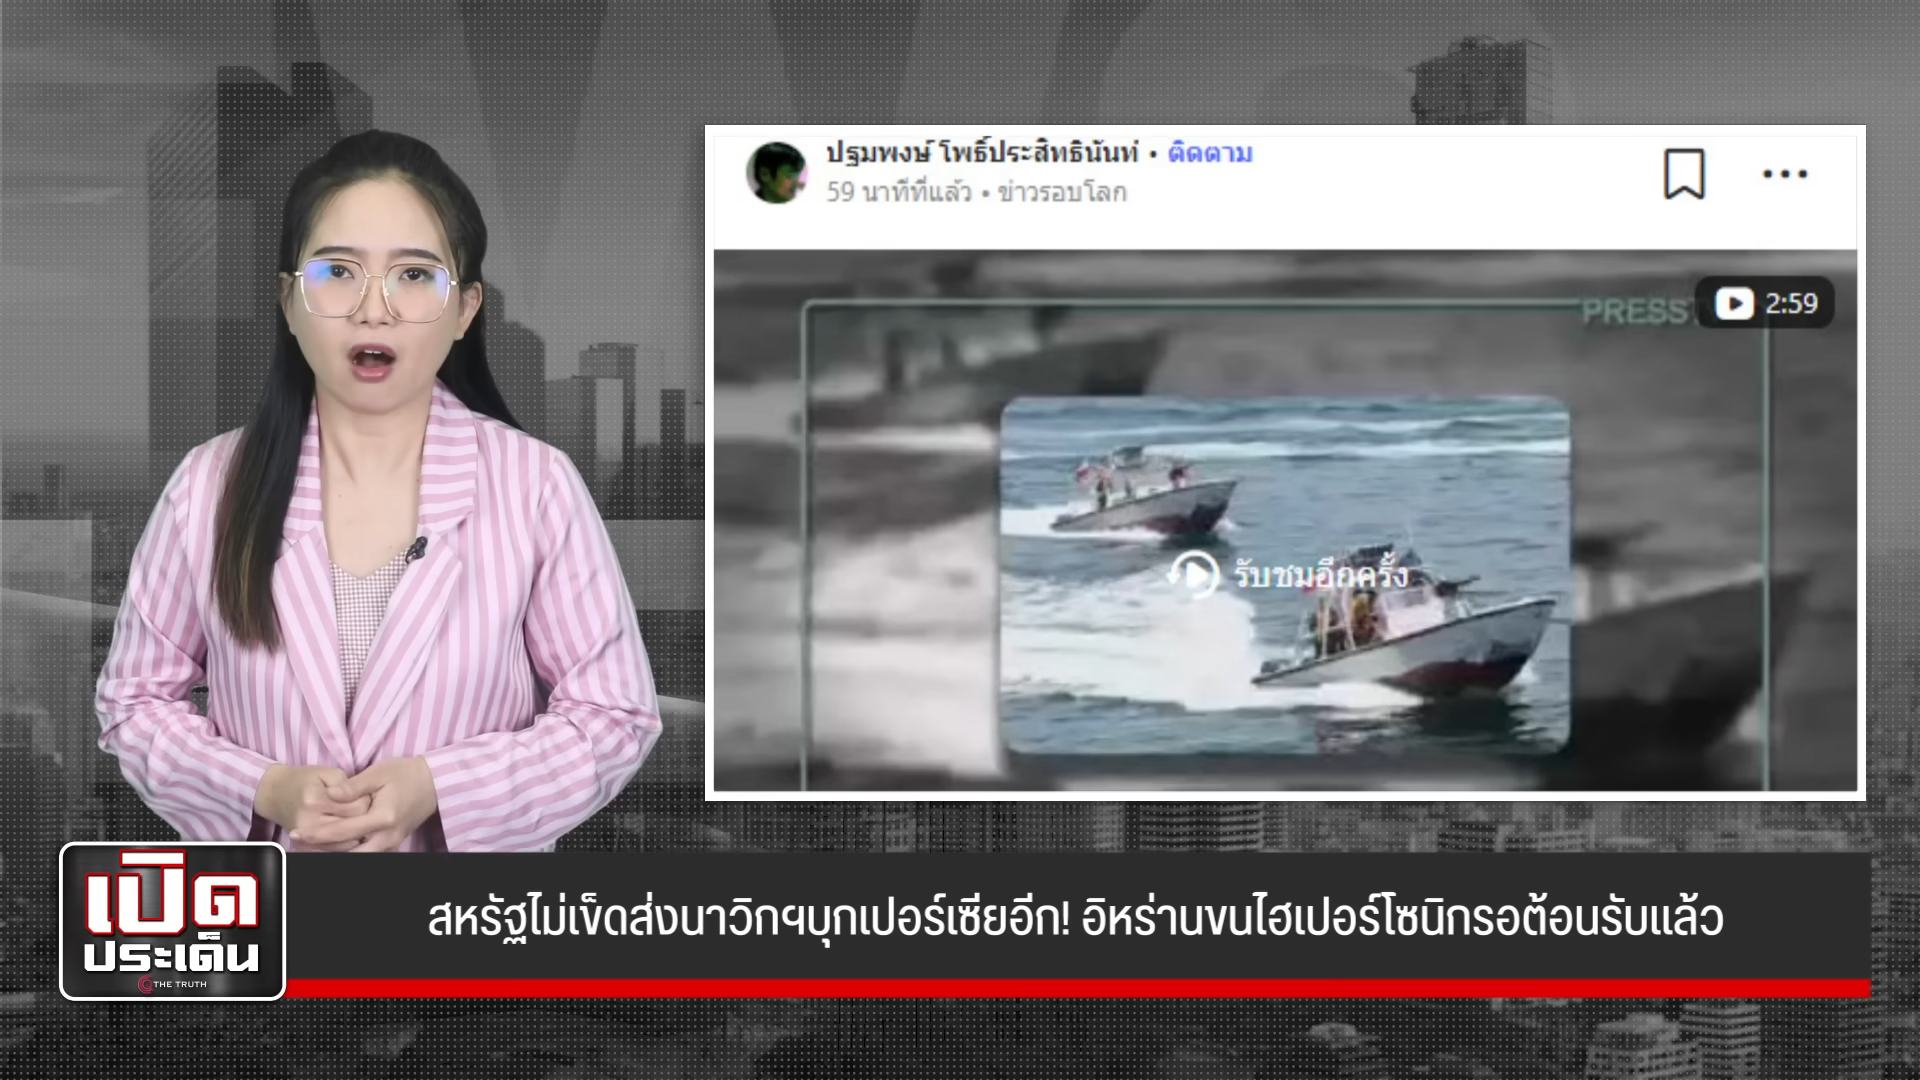 ปฐมพงษ์ โพธิ์ประสิทธินันท์ • ติดตาม
59 นาทีที่แล้ว • ข่าวรอบโลก
PRESST
2:59
รับชมอีกครั้ง
เปิด
ประเด็น
THE TRUTH
สหรัฐไม่เข็ดส่งนาวิกฯบุกเปอร์เซียอีก! อิหร่านขนไฮเปอร์โซนิกรอต้อนรับแล้ว